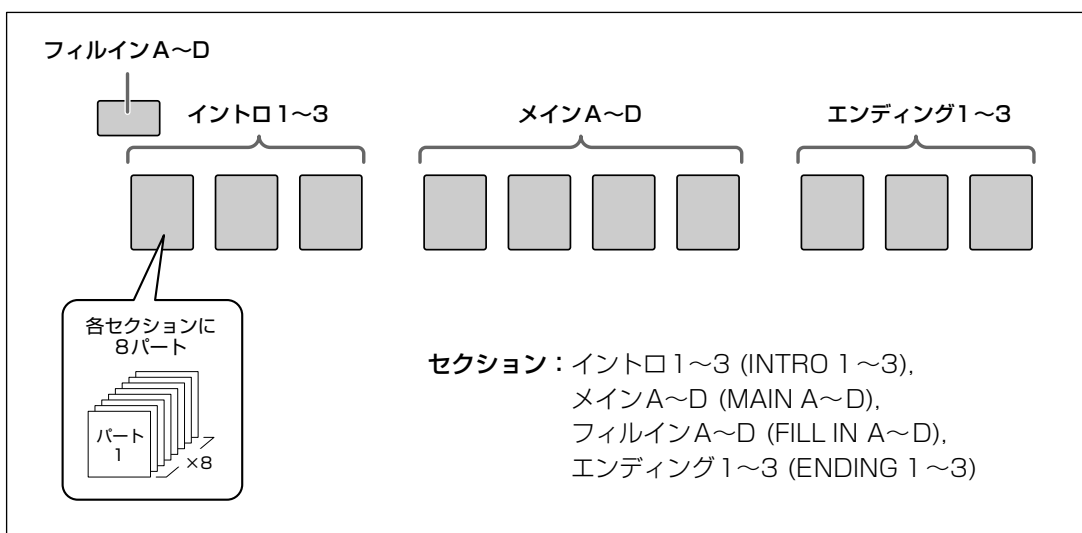 フィルインA〜D
イントロ1〜3
メインA〜D
エンディング1〜3
各セクションに
8パート
パート
1
×8
セクション：イントロ1〜3 (INTRO 1〜3),
メインA〜D (MAIN A〜D),
フィルインA〜D (FILL IN A〜D),
エンディング1〜3 (ENDING 1〜3)